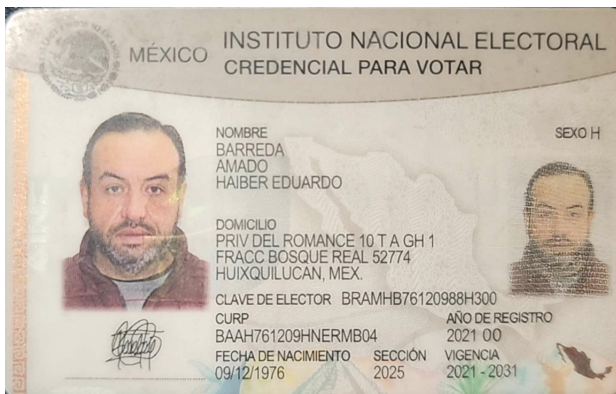 MÉXICO
INSTITUTO NACIONAL ELECTORAL
CREDENCIAL PARA VOTAR
NOMBRE
SEXO H
BARREDA
AMADO
HAIBER EDUARDO
DOMICILIO
PRIV DEL ROMANCE 10 T A GH 1
FRACC BOSQUE REAL 52774
HUIXQUILUCAN, MEX.
CLAVE DE ELECTOR BRAMHB76120988H300
CURP
AÑO DE REGISTRO
BAAH761209HNERMB04
2021 00
FECHA DE NACIMIENTO SECCIÓN VIGENCIA
09/12/1976 2025 2021 - 2031